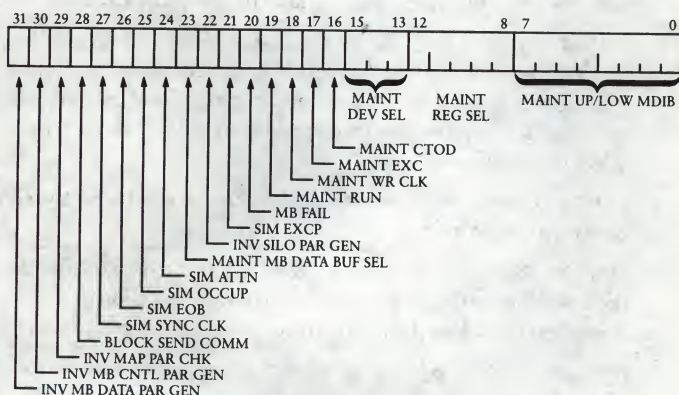 31 30 29 28 27 26 25 24 23 22 21 20 19 18 17 16 15 13 12 8 7 0
MAINT DEV SEL
MAINT REG SEL
MAINT UP/LOW MDIB
MAINT CTOD
MAINT EXC
MAINT WR CLK
MAINT RUN
MB FAIL
SIM EXCP
INV SILO PAR GEN
MAINT MB DATA BUF SEL
SIM ATTN
SIM OCCUP
SIM EOB
SIM SYNC CLK
BLOCK SEND COMM
INV MAP PAR CHK
INV MB CNTL PAR GEN
INV MB DATA PAR GEN